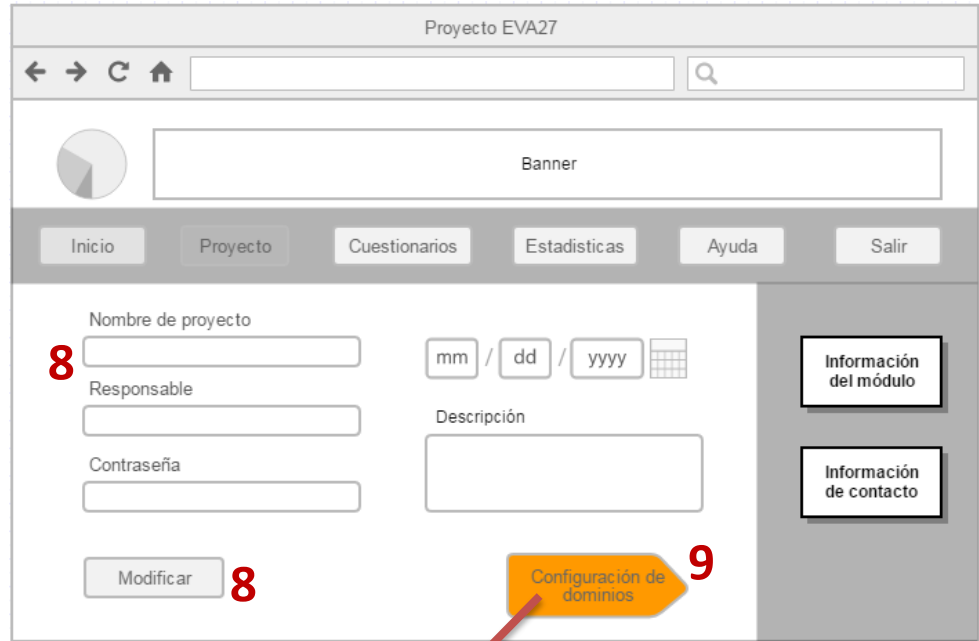 Proyecto EVA27
Banner
Inicio
Proyecto
Cuestionarios
Estadisticas
Ayuda
Salir
Nombre de proyecto
8
Responsable
Contraseña
mm / dd / yyyy
Descripción
Modificar
8
Configuración de
dominios
9
Información
del módulo
Información
de contacto